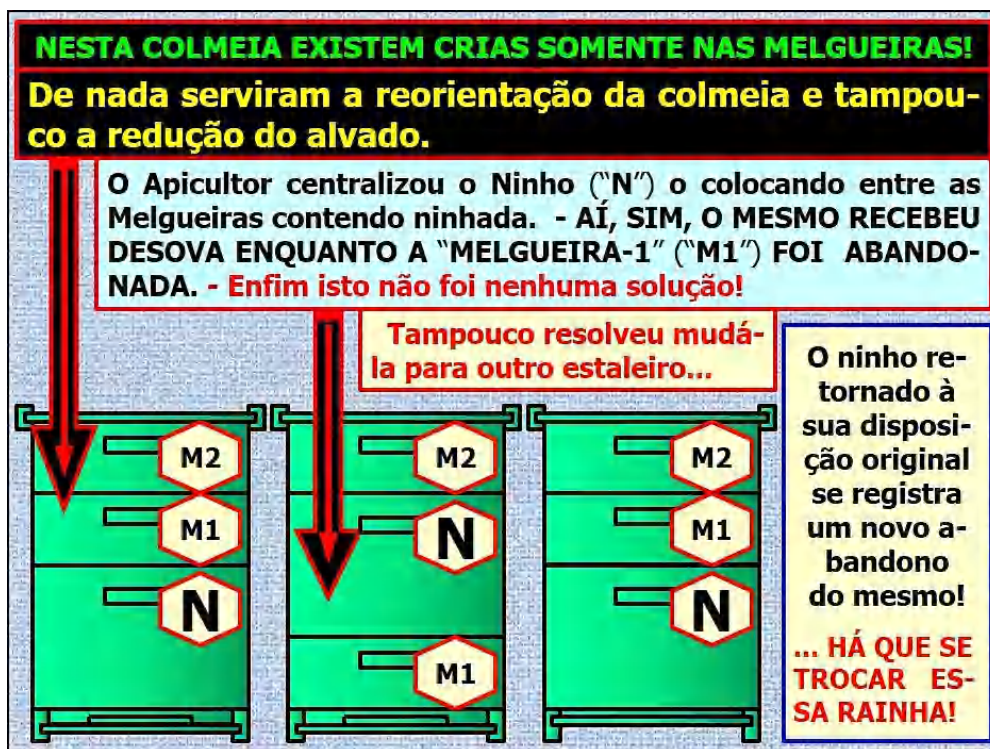 NESTA COLMEIA EXISTEM CRIAS SOMENTE NAS MELGUEIRAS!
De nada serviram a reorientação da colmeia e tampou-
co a redução do alvado.
O Apicultor centralizou o Ninho ("N") o colocando entre as
Melgueiras contendo ninhada. - AÍ, SIM, O MESMO RECEBEU
DESOVA ENQUANTO A "MELGUEIRA-1" ("M1") FOI ABANDO-
NADA. - Enfim isto não foi nenhuma solução!
Tampouco resolveu mudá-
la para outro estaleiro...
O ninho re-
tornado à
sua disposi-
ção original
se registra
um novo a-
bandono
do mesmo!
... HÁ QUE SE
TROCAR ES-
SA RAINHA!
M2
M1
N
M2
N
M1
M2
M1
N